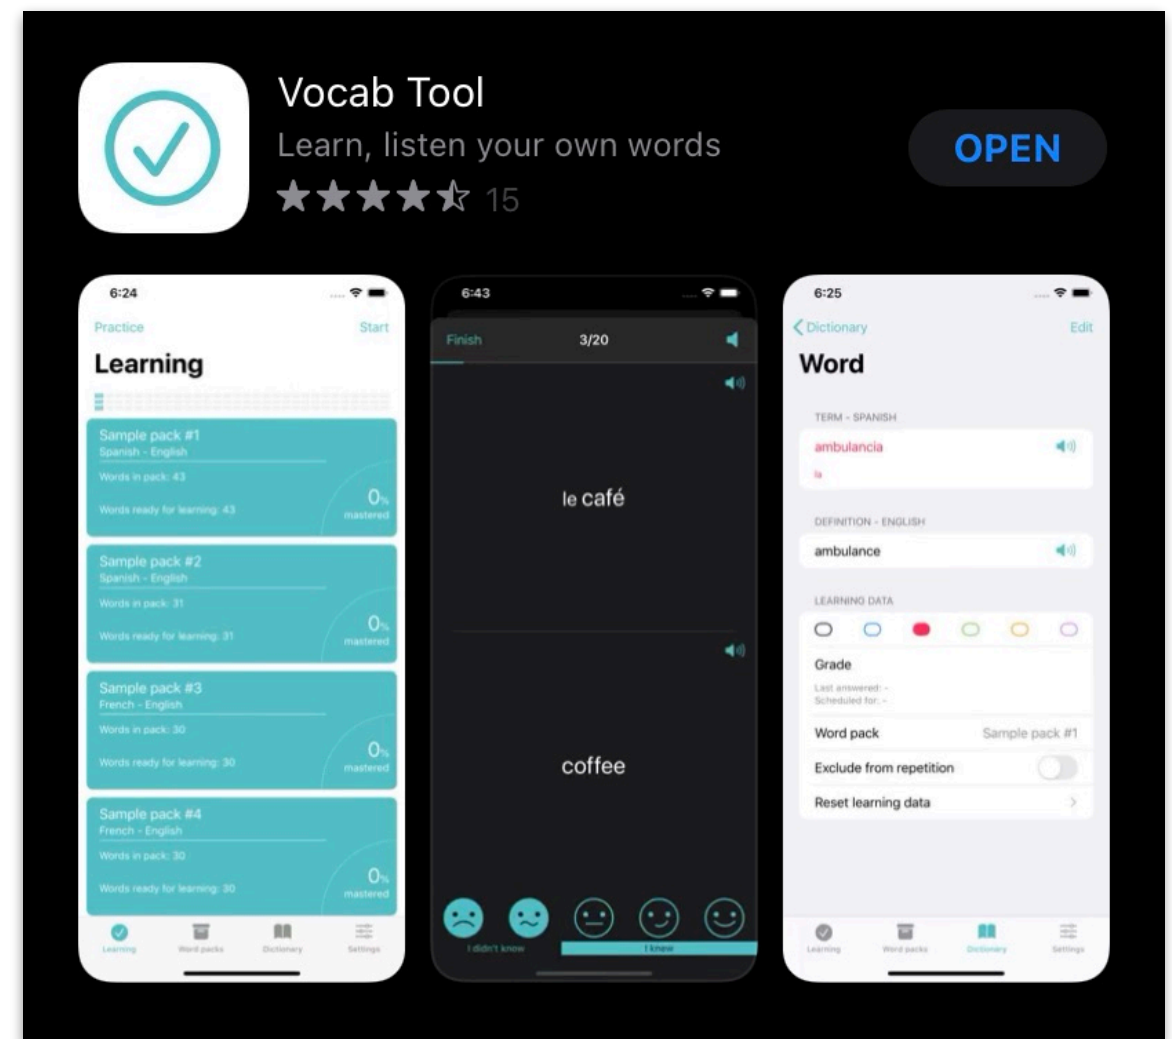 Vocab Tool
Learn, listen your own words
15
OPEN
6:24
Practice
Start
Learning
Sample pack #1
Spanish - English
Words in pack: 43
Words ready for learning: 43
0%
mastered
Sample pack #2
Spanish - English
Words in pack: 31
Words ready for learning: 31
0%
mastered
Sample pack #3
French - English
Words in pack: 30
Words ready for learning: 30
0%
mastered
Sample pack #4
French - English
Words in pack: 30
Words ready for learning: 30
0%
mastered
Learning
Word packs
Dictionary
Settings
6:43
Finish
3/20
le café
coffee
I didn't know
I knew
6:25
Dictionary
Edit
Word
TERM - SPANISH
ambulancia
la
DEFINITION - ENGLISH
ambulance
LEARNING DATA
Grade
Last answered: -
Scheduled for: -
Word pack
Sample pack #1
Exclude from repetition
Reset learning data
Learning
Word packs
Dictionary
Settings